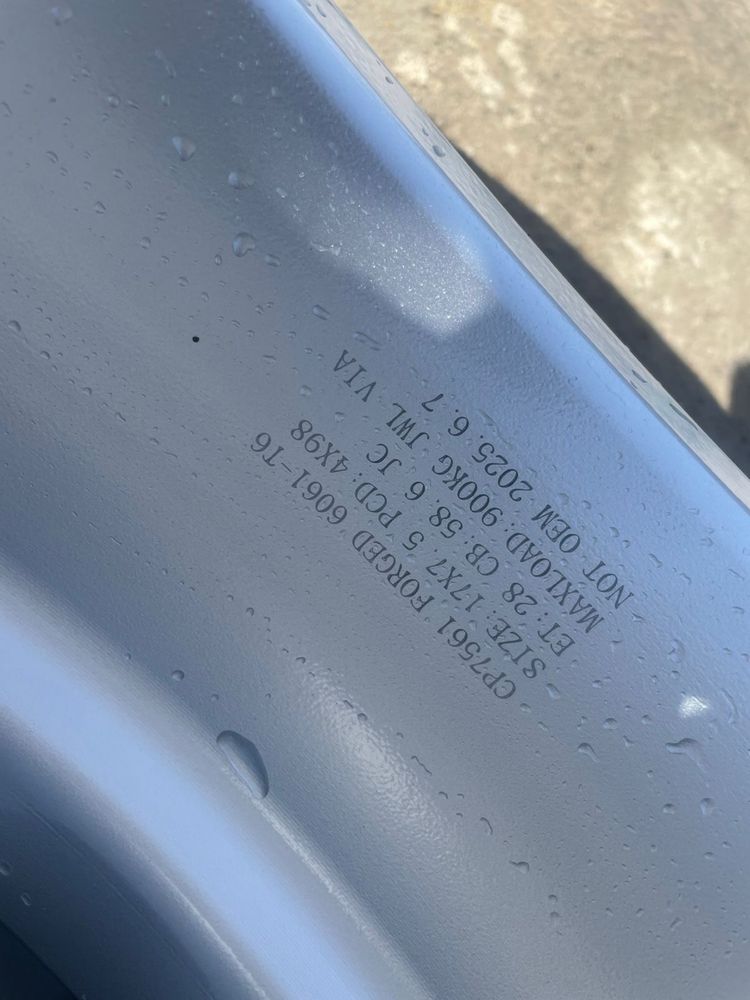 CP7561 FORGED 6061-T6
SIZE: 17X7.5 PCD: 4X98
ET: 28 CB: 58.6 JC
MAXLOAD: 900KG JWL VIA
NOT OEM 2025.6.7